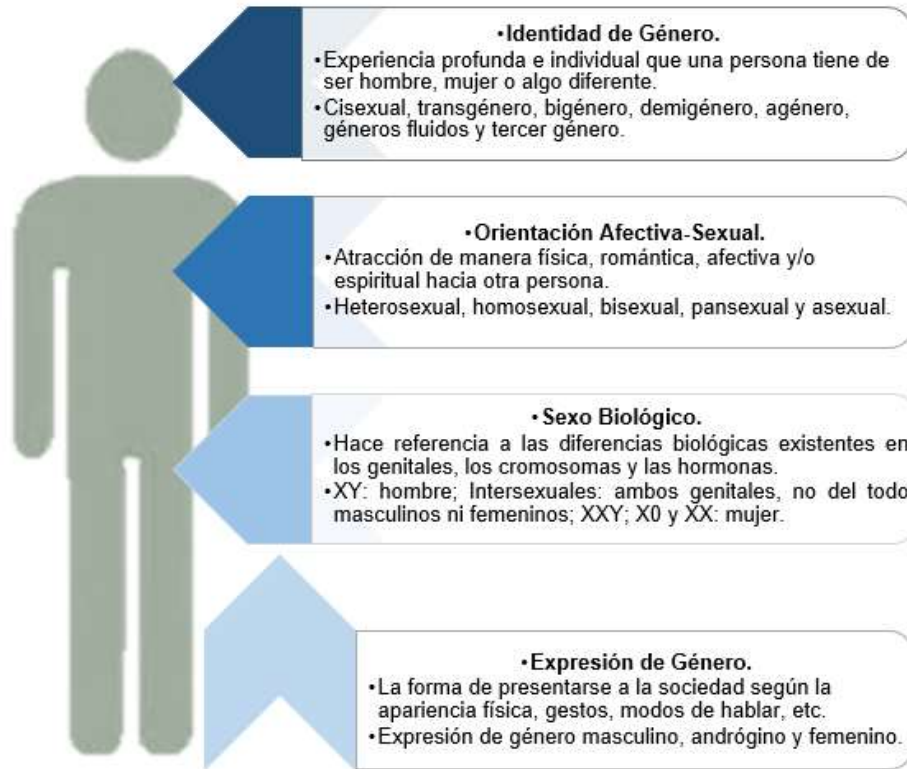 •Identidad de Género.
•Experiencia profunda e individual que una persona tiene de
ser hombre, mujer o algo diferente.
•Cisexual, transgénero, bigénero, demigénero, agénero,
géneros fluidos y tercer género.
•Orientación Afectiva-Sexual.
•Atracción de manera física, romántica, afectiva y/o
espiritual hacia otra persona.
•Heterosexual, homosexual, bisexual, pansexual y asexual.
•Sexo Biológico.
•Hace referencia a las diferencias biológicas existentes en
los genitales, los cromosomas y las hormonas.
•XY: hombre; Intersexuales: ambos genitales, no del todo
masculinos ni femeninos; XXY; X0 y XX: mujer.
•Expresión de Género.
•La forma de presentarse a la sociedad según la
apariencia física, gestos, modos de hablar, etc.
•Expresión de género masculino, andrógino y femenino.